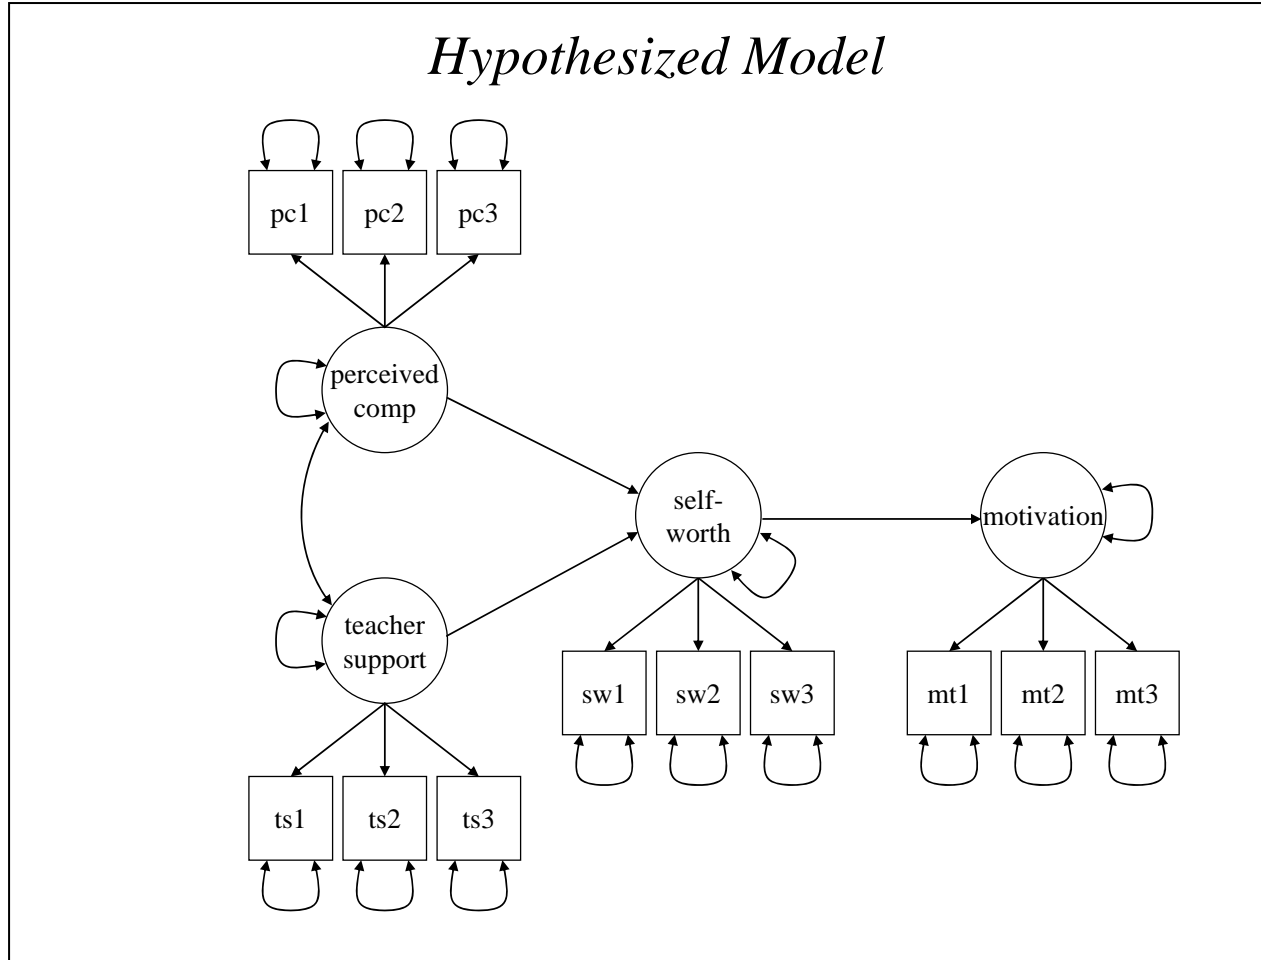 Hypothesized Model
pc1
pc2
pc3
perceived
comp
self-
worth
motivation
teacher
support
sw1
sw2
sw3
mt1
mt2
mt3
ts1
ts2
ts3